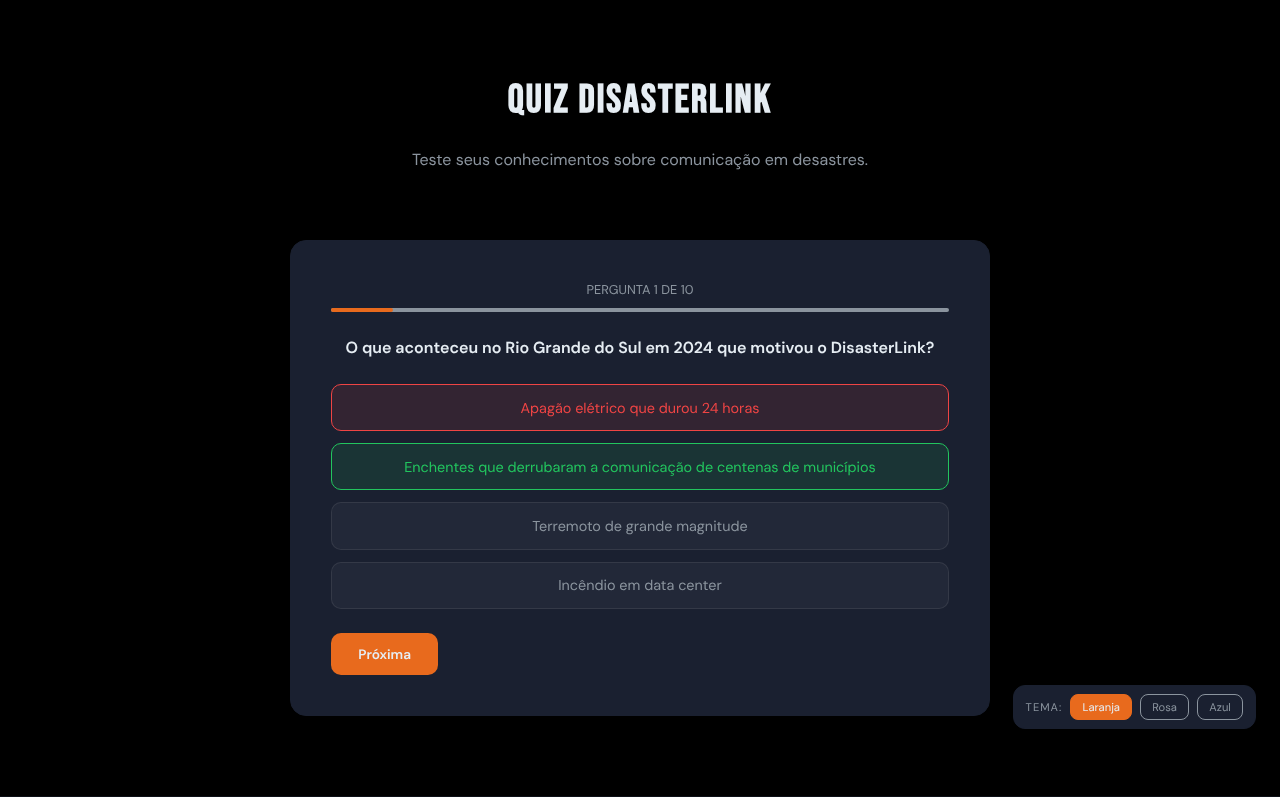 QUIZ DISASTERLINK
Teste seus conhecimentos sobre comunicação em desastres.
PERGUNTA 1 DE 10
O que aconteceu no Rio Grande do Sul em 2024 que motivou o DisasterLink?
Apagão elétrico que durou 24 horas
Enchentes que derrubaram a comunicação de centenas de municípios
Terremoto de grande magnitude
Incêndio em data center
Próxima
TEMA: Laranja Rosa Azul